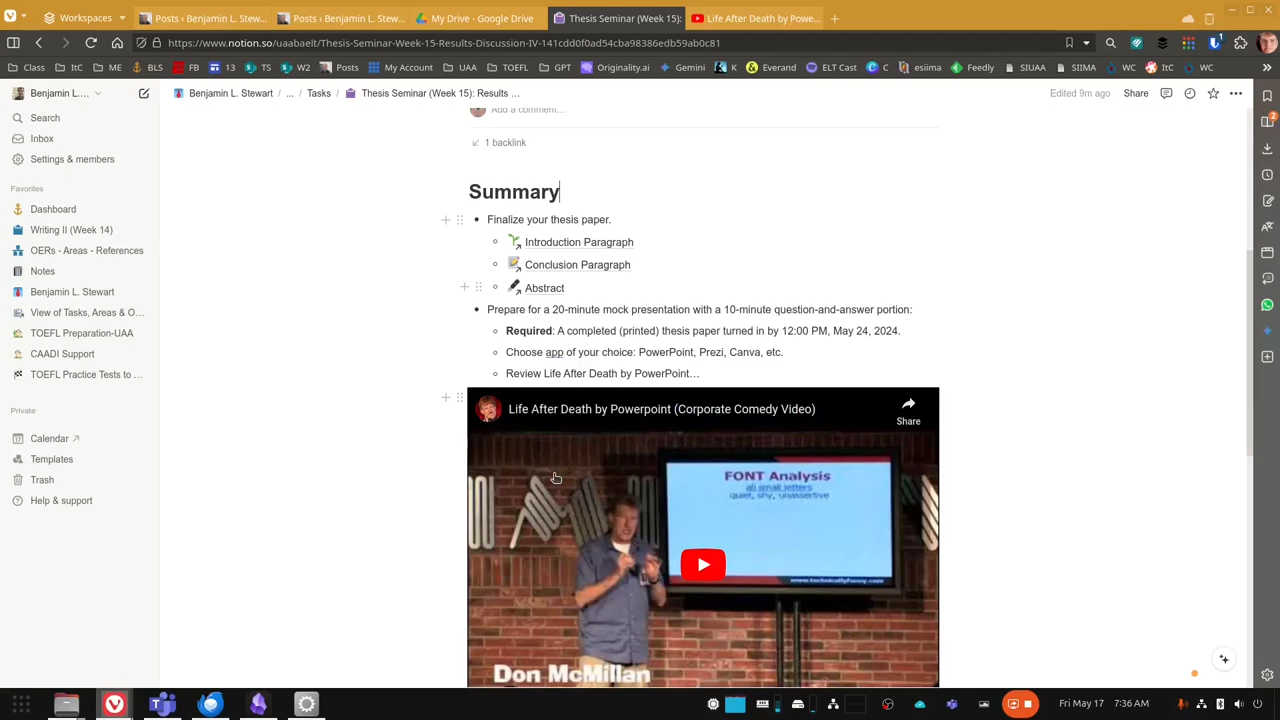 Workspaces
Posts ‹ Benjamin L. Stew...
Posts ‹ Benjamin L. Stew...
My Drive - Google Drive
Thesis Seminar (Week 15):
Life After Death by Powe...
https://www.notion.so/uaabaelt/Thesis-Seminar-Week-15-Results-Discussion-IV-141cdd0f0ad54cba98386edb59ab0c81
Class
ItC
ME
BLS
FB
13
TS
W2
Posts
My Account
UAA
TOEFL
GPT
Originality.ai
Gemini
K
Everand
ELT Cast
C
esiima
Feedly
SIUAA
SIIMA
WC
ItC
WC
Benjamin L....
Benjamin L. Stewart / ... / Tasks / Thesis Seminar (Week 15): Results ...
Edited 9m ago
Share
Search
Inbox
Settings & members
Favorites
Dashboard
Writing II (Week 14)
OERs - Areas - References
Notes
Benjamin L. Stewart
View of Tasks, Areas & O...
TOEFL Preparation-UAA
CAADI Support
TOEFL Practice Tests to ...
Private
Calendar ↗
Templates
Trash
Help & support
Add a comment...
1 backlink
Summary
Finalize your thesis paper.
Introduction Paragraph
Conclusion Paragraph
Abstract
Prepare for a 20-minute mock presentation with a 10-minute question-and-answer portion:
Required: A completed (printed) thesis paper turned in by 12:00 PM, May 24, 2024.
Choose app of your choice: PowerPoint, Prezi, Canva, etc.
Review Life After Death by PowerPoint…
Life After Death by Powerpoint (Corporate Comedy Video)
Share
FONT Analysis
all small letters
quiet, shy, unassertive
www.technicallyfunny.com
Don McMillan
2
1
Fri May 17
7:36 AM